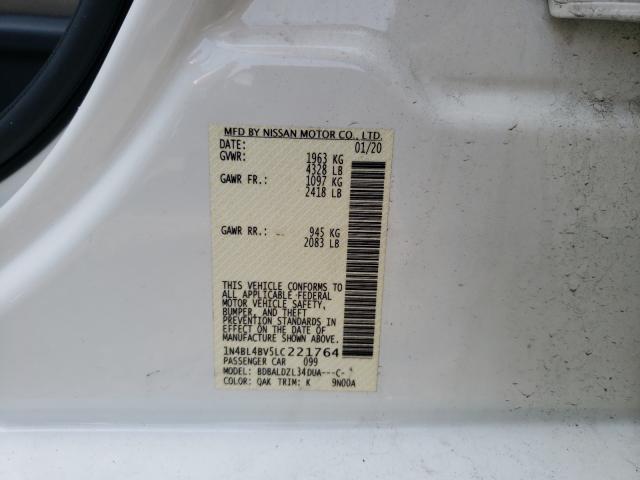 MFD BY NISSAN MOTOR CO., LTD.
DATE: 01/20
GVWR: 1963 KG
4328 LB
GAWR FR.: 1097 KG
2418 LB
GAWR RR.: 945 KG
2083 LB
THIS VEHICLE CONFORMS TO
ALL APPLICABLE FEDERAL
MOTOR VEHICLE SAFETY,
BUMPER, AND THEFT
PREVENTION STANDARDS
IN EFFECT ON THE DATE OF
MANUFACTURE SHOWN ABOVE.
1N4BL4BV5LC221764
PASSENGER CAR 099
MODEL: BDBALDZL34DUA---C-
COLOR: QAK TRIM: K 9N00A